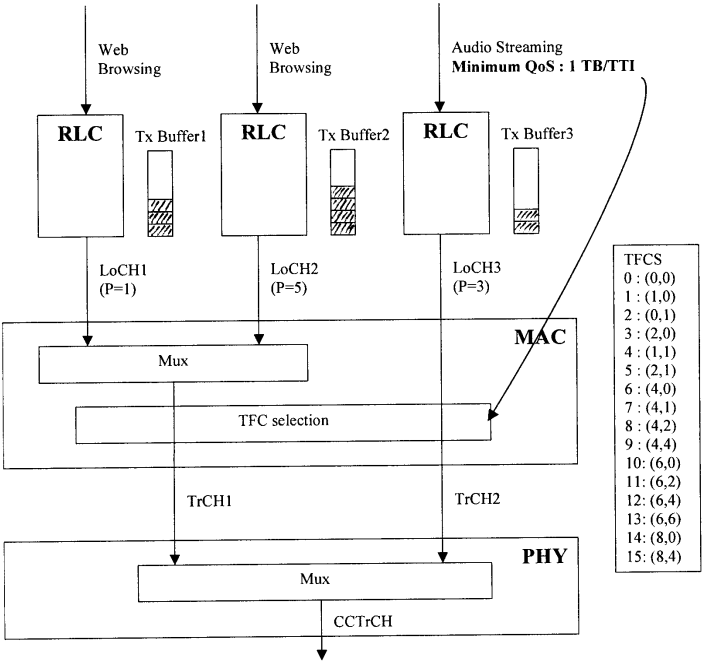 Web
Browsing
Web
Browsing
Audio Streaming
Minimum QoS : 1 TB/TTI
RLC
Tx Buffer1
RLC
Tx Buffer2
RLC
Tx Buffer3
LoCH1
(P=1)
LoCH2
(P=5)
LoCH3
(P=3)
MAC
Mux
TFC selection
TrCH1
TrCH2
PHY
Mux
CCTrCH
TFCS
0 : (0,0)
1 : (1,0)
2 : (0,1)
3 : (2,0)
4 : (1,1)
5 : (2,1)
6 : (4,0)
7 : (4,1)
8 : (4,2)
9 : (4,4)
10: (6,0)
11: (6,2)
12: (6,4)
13: (6,6)
14: (8,0)
15: (8,4)